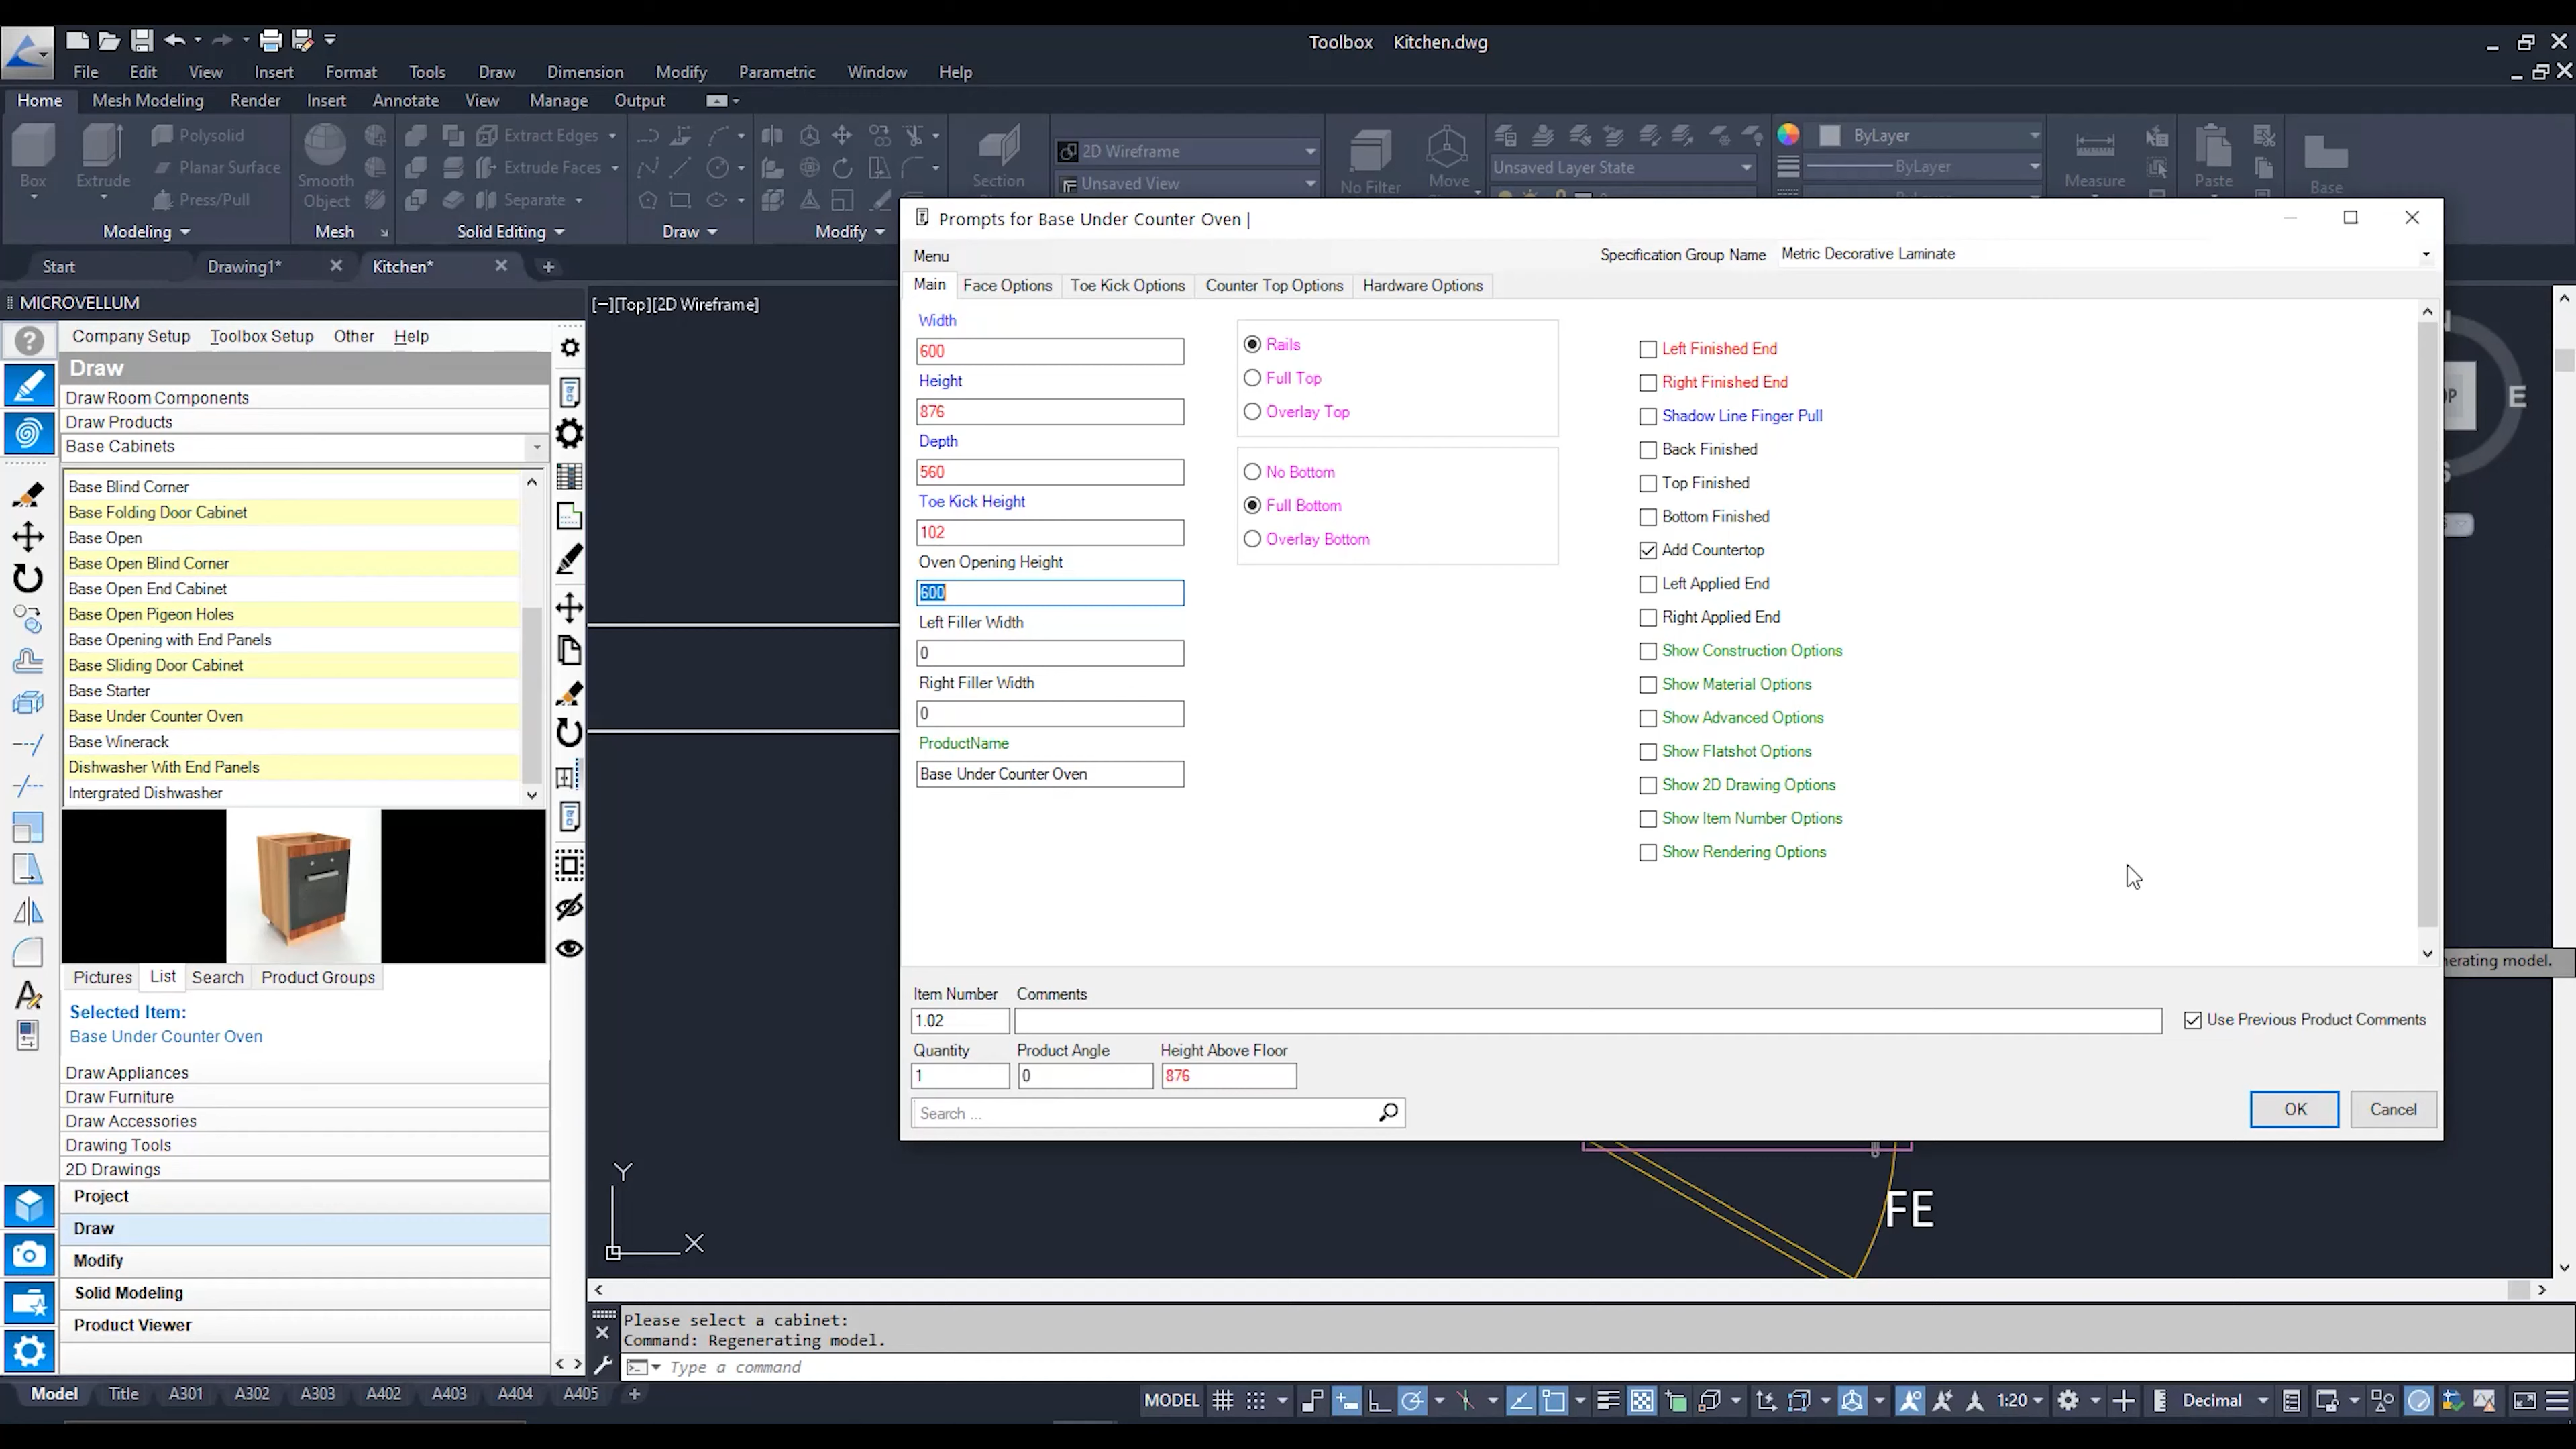 Toolbox Kitchen.dwg
File Edit View Insert Format Tools Draw Dimension Modify Parametric Window Help
Home Mesh Modeling Render Insert Annotate View Manage Output
Box
Extrude
Polysolid
Planar Surface
Press/Pull
Smooth
Object
Extract Edges
Extrude Faces
Separate
Section
2D Wireframe
Unsaved View
No Filter
Move
Unsaved Layer State
ByLayer
ByLayer
Measure
Paste
Base
Modeling Mesh Solid Editing Draw Modify
Start Drawing1* Kitchen*
MICROVELLUM
Company Setup Toolbox Setup Other Help
Draw
Draw Room Components
Draw Products
Base Cabinets
Base Blind Corner
Base Folding Door Cabinet
Base Open
Base Open Blind Corner
Base Open End Cabinet
Base Open Pigeon Holes
Base Opening with End Panels
Base Sliding Door Cabinet
Base Starter
Base Under Counter Oven
Base Winerack
Dishwasher With End Panels
Intergrated Dishwasher
Pictures List Search Product Groups
Selected Item:
Base Under Counter Oven
Draw Appliances
Draw Furniture
Draw Accessories
Drawing Tools
2D Drawings
Project
Draw
Modify
Solid Modeling
Product Viewer
[−][Top][2D Wireframe]
Prompts for Base Under Counter Oven |
Menu
Specification Group Name Metric Decorative Laminate
Main Face Options Toe Kick Options Counter Top Options Hardware Options
Width
600
Height
876
Depth
560
Toe Kick Height
102
Oven Opening Height
600
Left Filler Width
0
Right Filler Width
0
ProductName
Base Under Counter Oven
Rails
Full Top
Overlay Top
No Bottom
Full Bottom
Overlay Bottom
Left Finished End
Right Finished End
Shadow Line Finger Pull
Back Finished
Top Finished
Bottom Finished
Add Countertop
Left Applied End
Right Applied End
Show Construction Options
Show Material Options
Show Advanced Options
Show Flatshot Options
Show 2D Drawing Options
Show Item Number Options
Show Rendering Options
Item Number Comments
1.02
Use Previous Product Comments
Quantity Product Angle Height Above Floor
1 0 876
Search ...
OK Cancel
E
nerating model.
Y
X
FE
Please select a cabinet:
Command: Regenerating model.
Type a command
Model Title A301 A302 A303 A402 A403 A404 A405
MODEL 1:20 Decimal